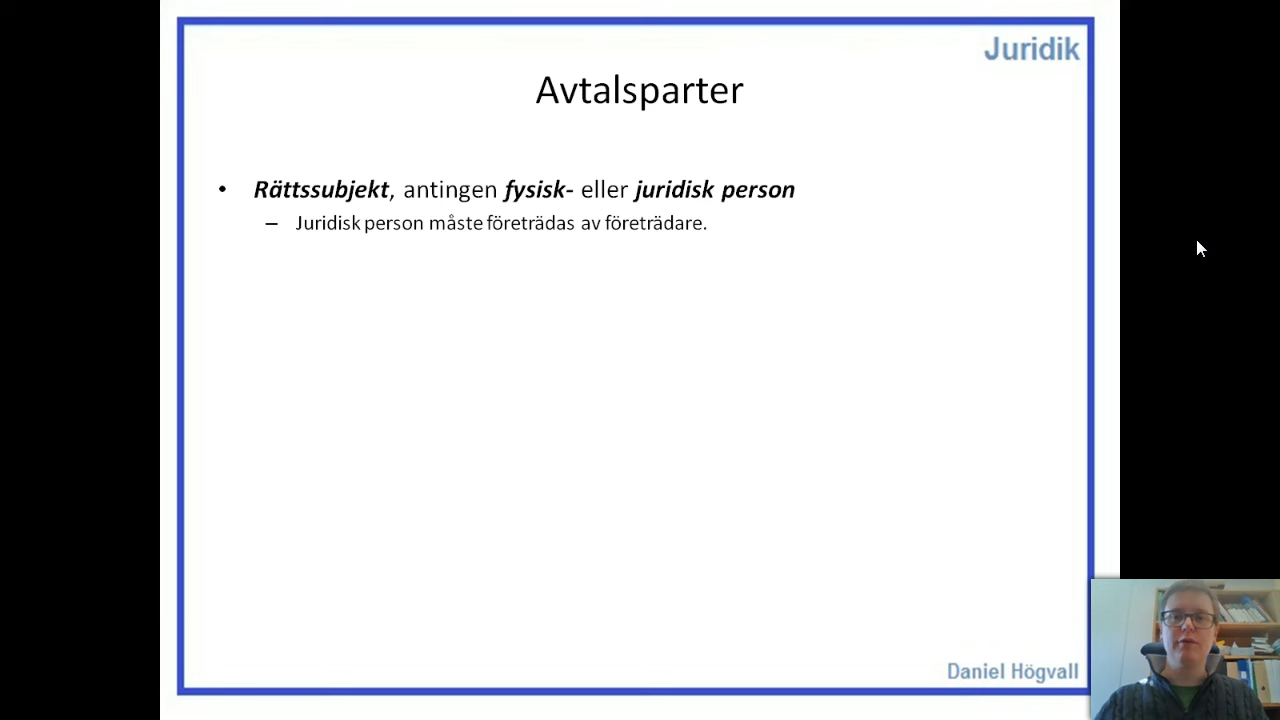 Juridik
Avtalsparter
• Rättssubjekt, antingen fysisk- eller juridisk person
– Juridisk person måste företrädas av företrädare.
Daniel Högvall